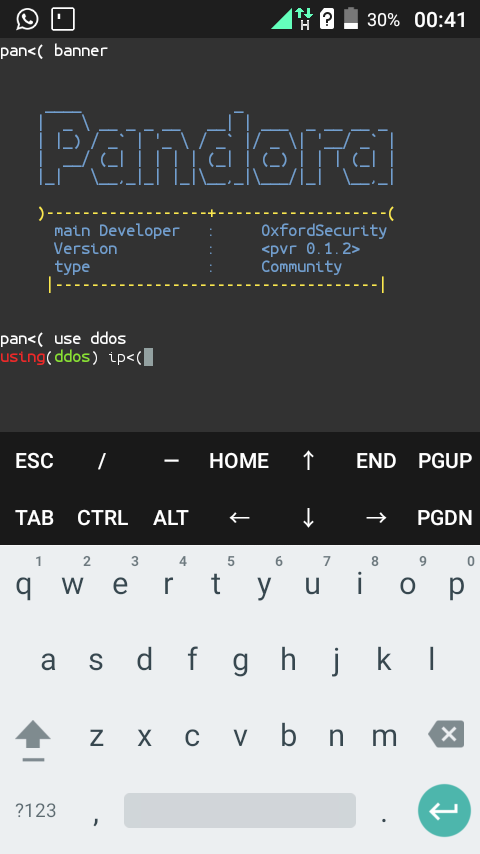 30% 00:41
pan<( banner
Pandora
)------------------+-------------------(
main Developer : OxfordSecurity
Version : <pvr 0.1.2>
type : Community
|------------------------------------|
pan<( use ddos
using(ddos) ip<(
ESC / — HOME ↑ END PGUP
TAB CTRL ALT ← ↓ → PGDN
1 2 3 4 5 6 7 8 9 0
q w e r t y u i o p
a s d f g h j k l
z x c v b n m
?123 , .